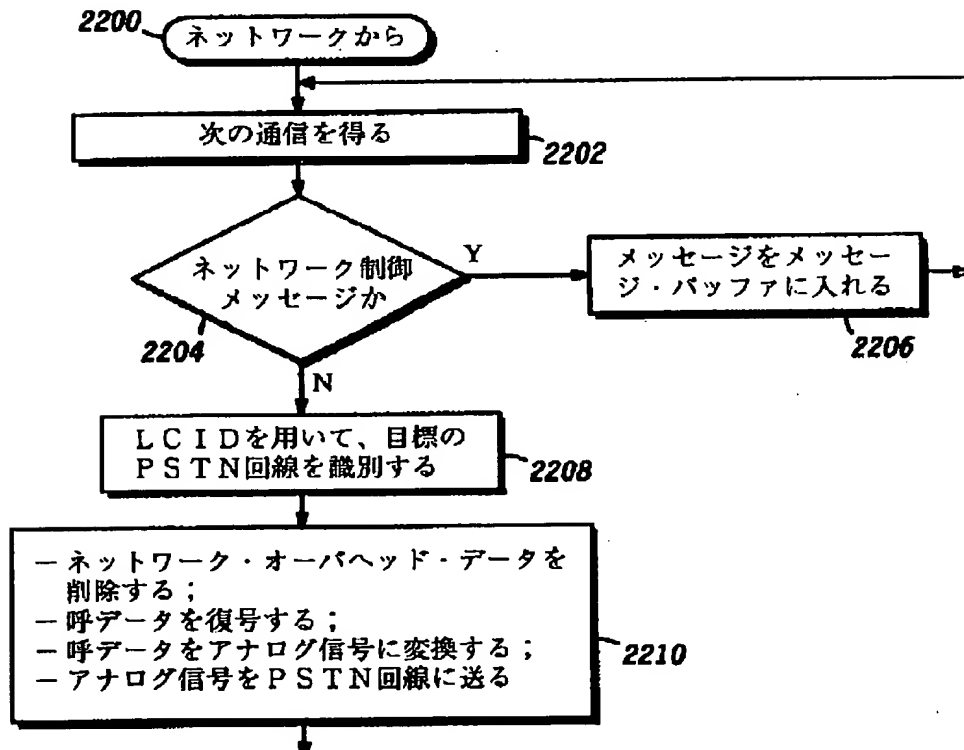 2200
ネットワークから
次の通信を得る
2202
ネットワーク制御
メッセージか
Y
2204
N
メッセージをメッセー
ジ・バッファに入れる
2206
LCIDを用いて、目標の
PSTN回線を識別する
2208
－ネットワーク・オーバヘッド・データを
削除する；
－呼データを復号する；
－呼データをアナログ信号に変換する；
－アナログ信号をPSTN回線に送る
2210